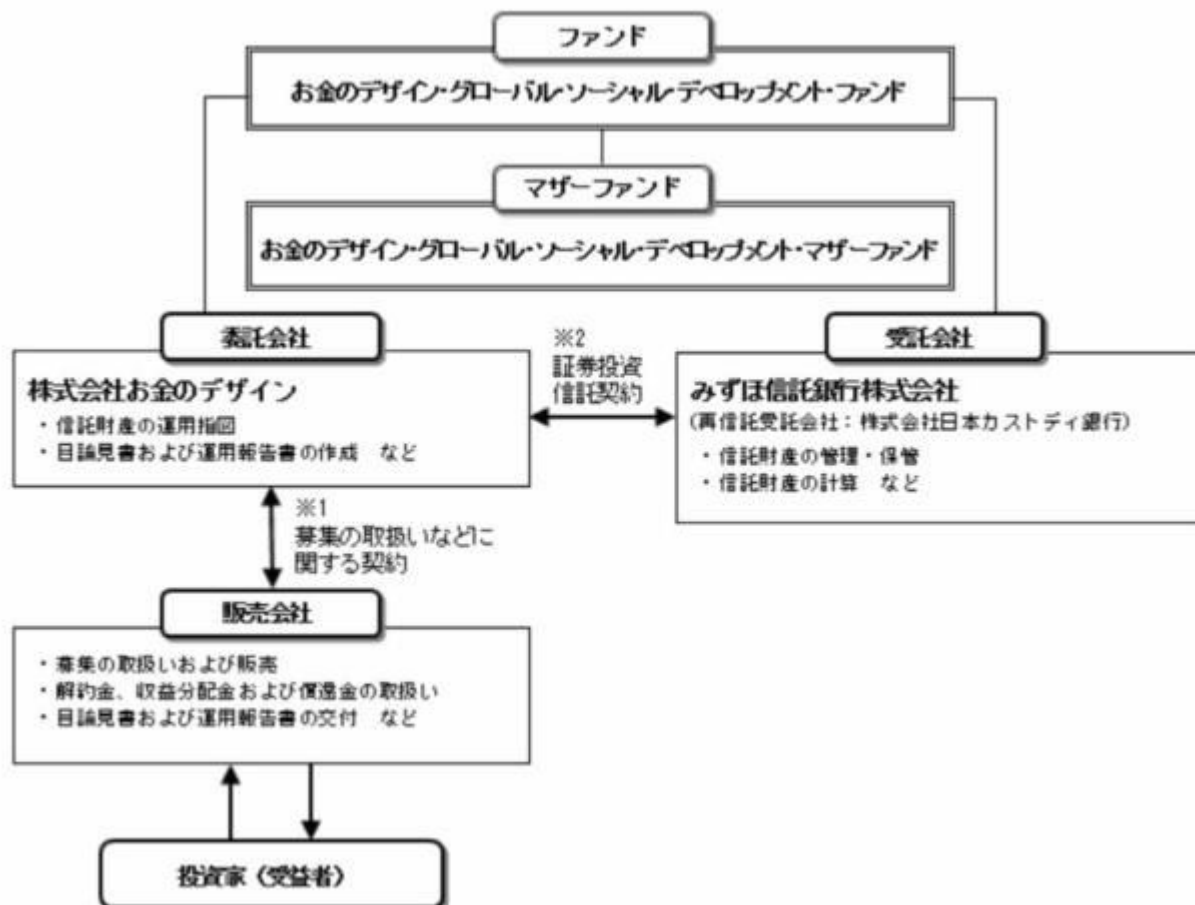 ファンド
お金のデザイン・グローバル・ソーシャル・デベロップメント・ファンド
マザーファンド
お金のデザイン・グローバル・ソーシャル・デベロップメント・マザーファンド
委託会社
株式会社お金のデザイン
・信託財産の運用指図
・目論見書および運用報告書の作成 など
※2
証券投資
信託契約
受託会社
みずほ信託銀行株式会社
(再信託受託会社:株式会社日本カストディ銀行)
・信託財産の管理・保管
・信託財産の計算 など
※1
募集の取扱いなどに
関する契約
販売会社
・募集の取扱いおよび販売
・解約金、収益分配金および償還金の取扱い
・目論見書および運用報告書の交付 など
投資家(受益者)